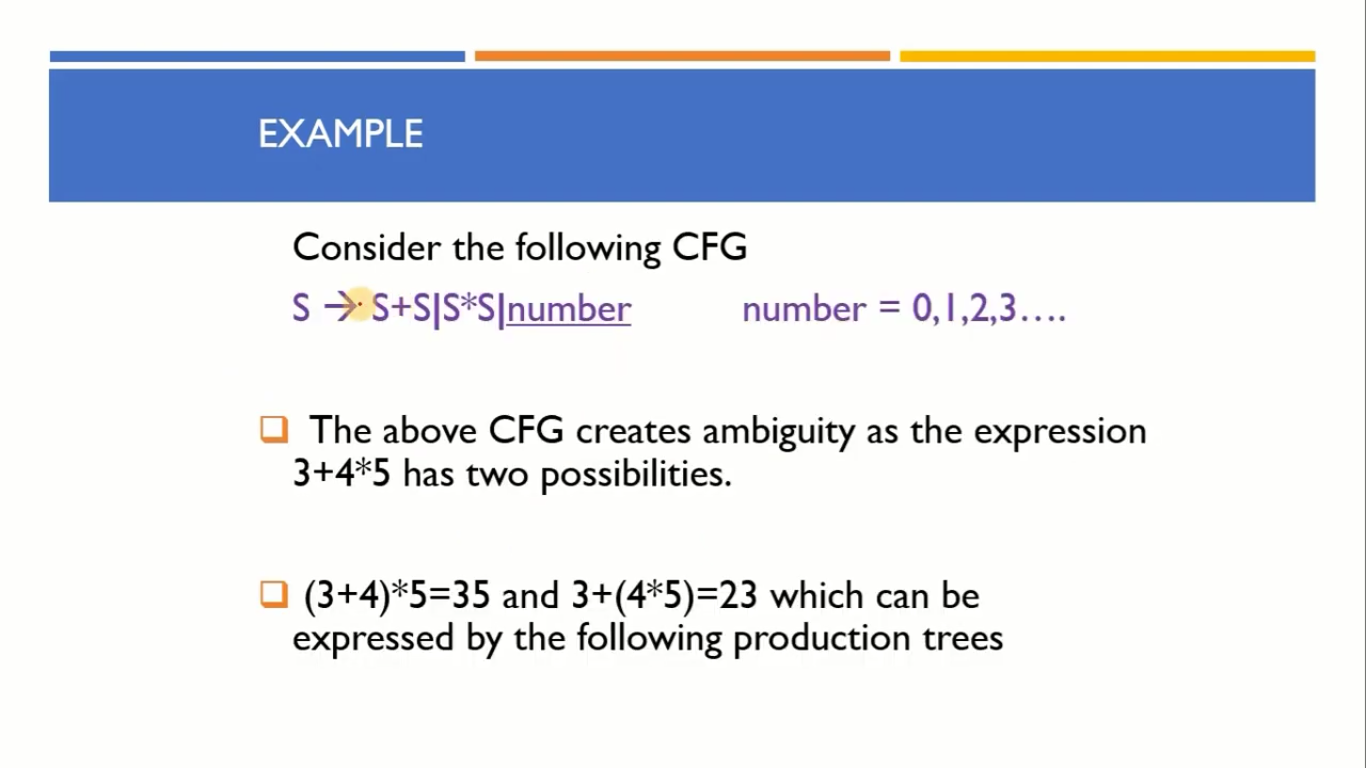 EXAMPLE
Consider the following CFG
S → S+S|S*S|number number = 0,1,2,3....
❑ The above CFG creates ambiguity as the expression
3+4*5 has two possibilities.
❑ (3+4)*5=35 and 3+(4*5)=23 which can be
expressed by the following production trees